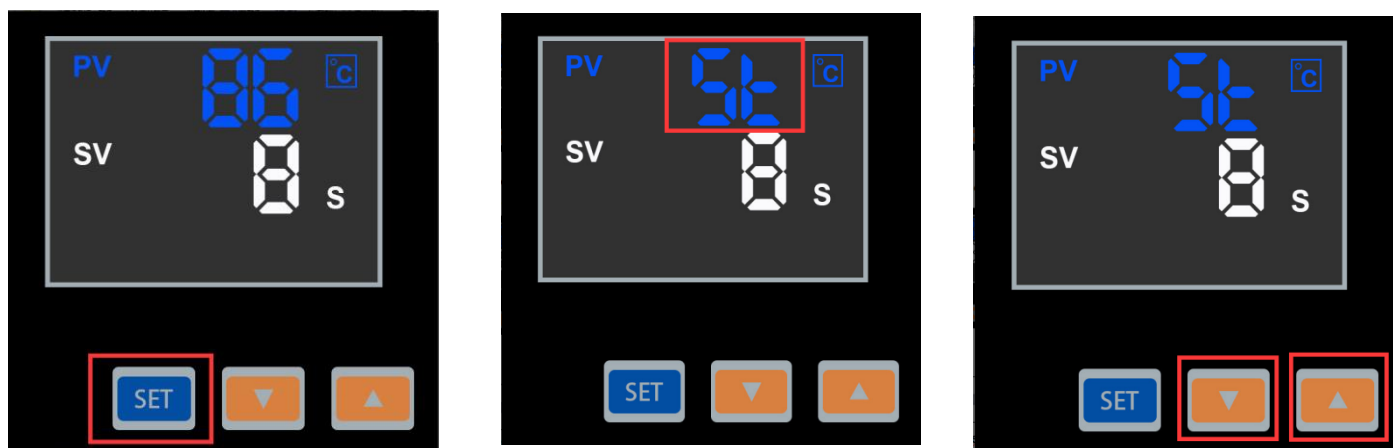 PV 86 °C
SV 8 S
SET ▼ ▲
PV St °C
SV 8 S
SET ▼ ▲
PV St °C
SV 8 S
SET ▼ ▲